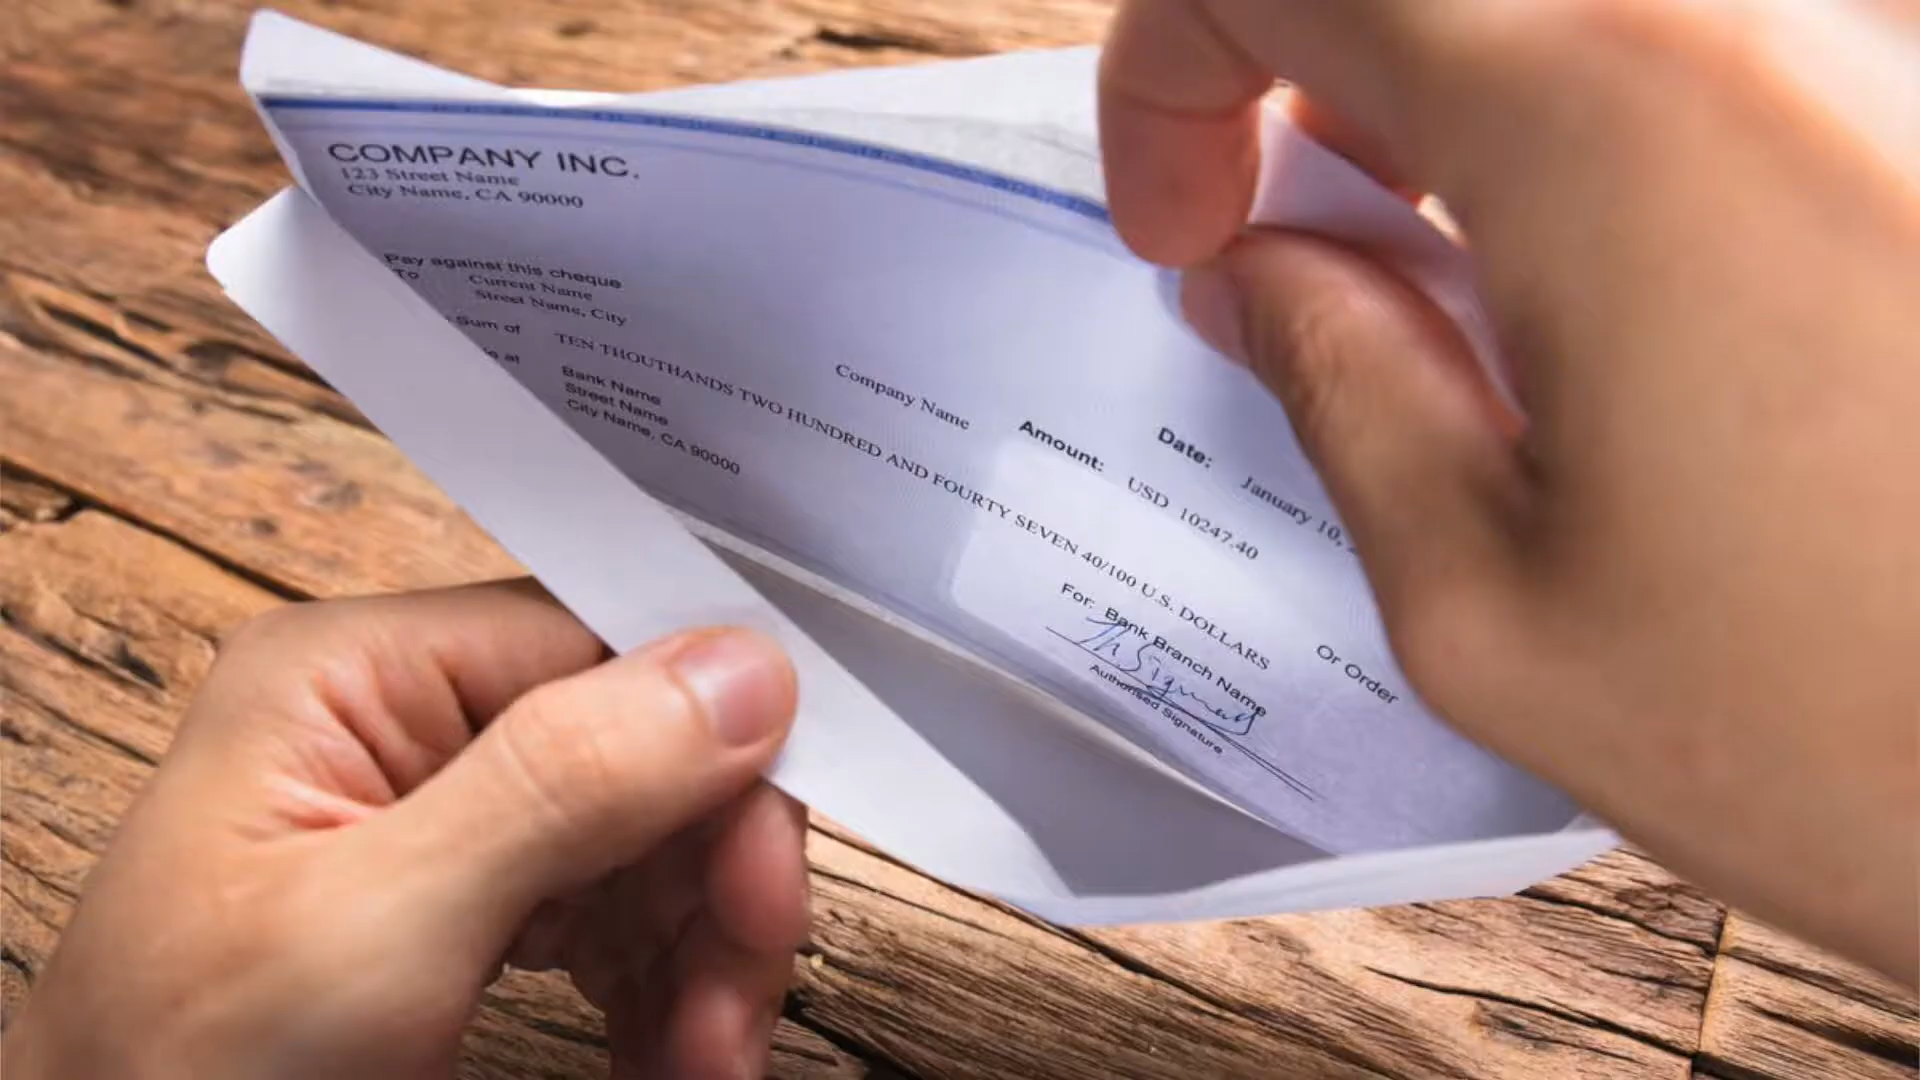 COMPANY INC.
123 Street Name
City Name, CA 90000
Pay against this cheque
To Current Name
Street Name, City
Sum of TEN THOUTHANDS TWO HUNDRED AND FOURTY SEVEN 40/100 U.S. DOLLARS
at Bank Name
Street Name
City Name, CA 90000
Company Name
Amount: USD 10247.40
Date: January 10,
Or Order
For: Bank Branch Name
Authorised Signature